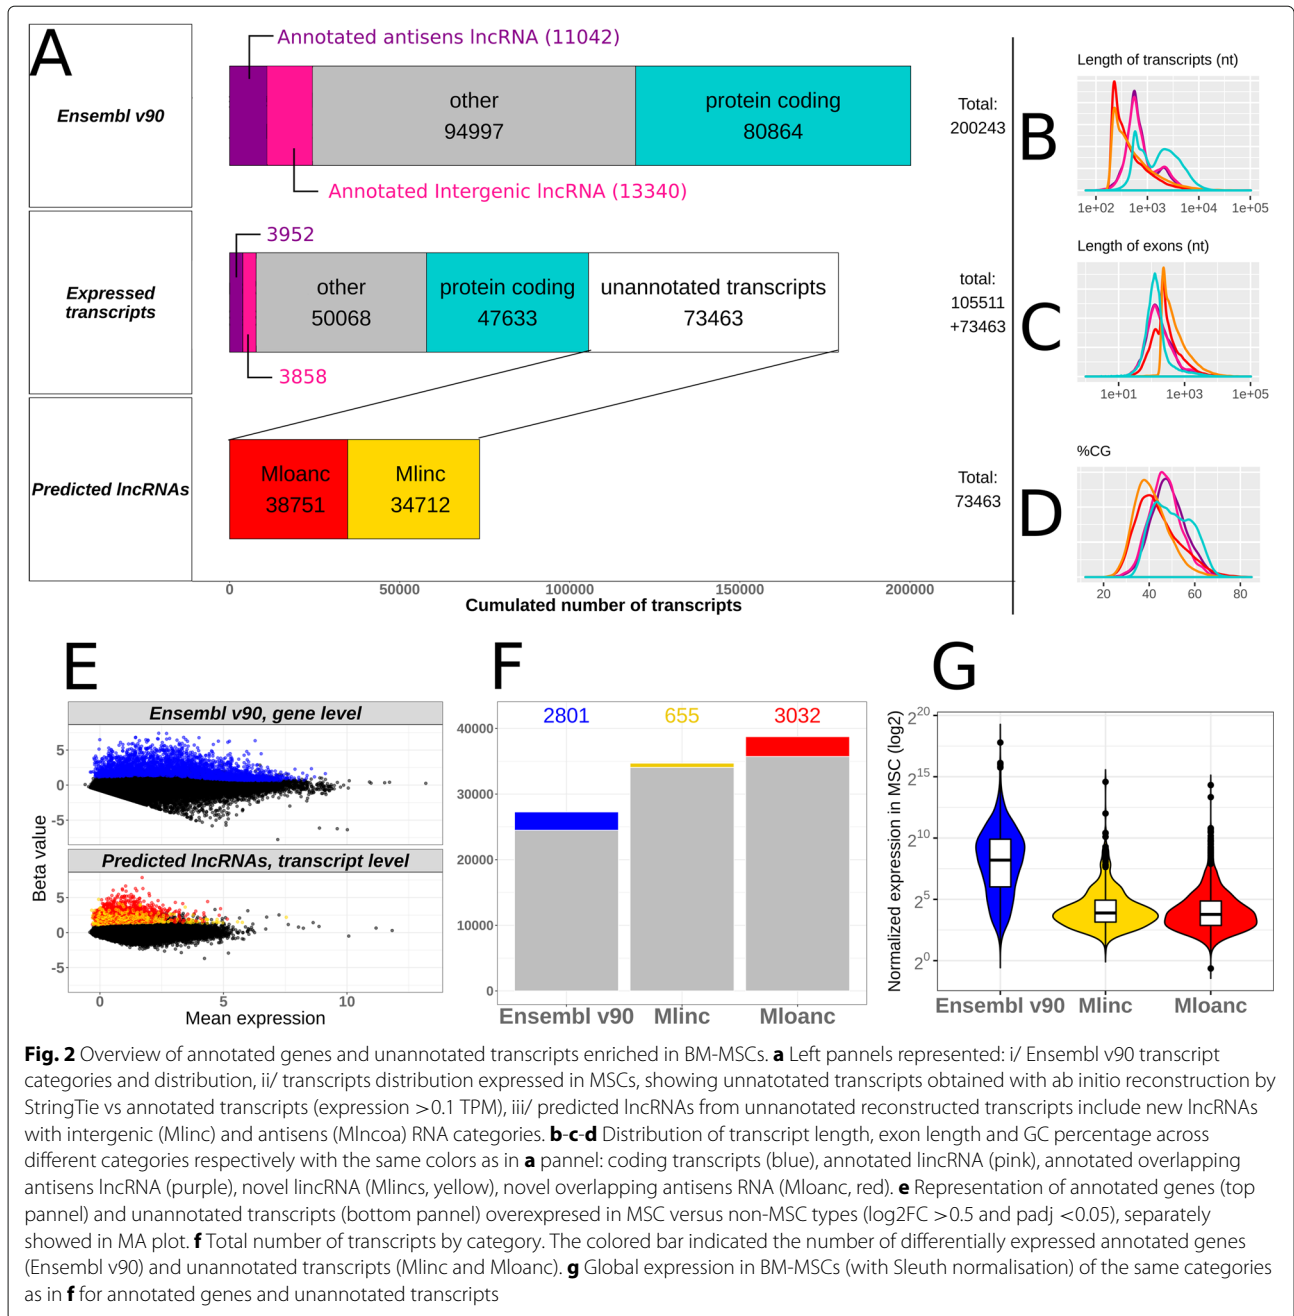 A
Annotated antisens lncRNA (11042)
Ensembl v90
other
94997
protein coding
80864
Total:
200243
Annotated Intergenic lncRNA (13340)
B
Length of transcripts (nt)
1e+02 1e+03 1e+04 1e+05
3952
Expressed
transcripts
other
50068
protein coding
47633
unannotated transcripts
73463
total:
105511
+73463
3858
C
Length of exons (nt)
1e+01 1e+03 1e+05
Predicted lncRNAs
Mloanc
38751
Mlinc
34712
Total:
73463
D
%CG
20 40 60 80
0 50000 100000 150000 200000
Cumulated number of transcripts
E
Ensembl v90, gene level
5
0
-5
Predicted lncRNAs, transcript level
5
0
-5
0 5 10
Beta value
Mean expression
F
2801 655 3032
40000
30000
20000
10000
0
Ensembl v90 Mlinc Mloanc
G
Normalized expression in MSC (log2)
2^20
2^15
2^10
2^5
2^0
Ensembl v90 Mlinc Mloanc
Fig. 2 Overview of annotated genes and unannotated transcripts enriched in BM-MSCs. a Left pannels represented: i/ Ensembl v90 transcript
categories and distribution, ii/ transcripts distribution expressed in MSCs, showing unnatotated transcripts obtained with ab initio reconstruction by
StringTie vs annotated transcripts (expression >0.1 TPM), iii/ predicted lncRNAs from unnanotated reconstructed transcripts include new lncRNAs
with intergenic (Mlinc) and antisens (Mlncoa) RNA categories. b-c-d Distribution of transcript length, exon length and GC percentage across
different categories respectively with the same colors as in a pannel: coding transcripts (blue), annotated lincRNA (pink), annotated overlapping
antisens lncRNA (purple), novel lincRNA (Mlincs, yellow), novel overlapping antisens RNA (Mloanc, red). e Representation of annotated genes (top
pannel) and unannotated transcripts (bottom pannel) overexpresed in MSC versus non-MSC types (log2FC >0.5 and padj <0.05), separately
showed in MA plot. f Total number of transcripts by category. The colored bar indicated the number of differentially expressed annotated genes
(Ensembl v90) and unannotated transcripts (Mlinc and Mloanc). g Global expression in BM-MSCs (with Sleuth normalisation) of the same categories
as in f for annotated genes and unannotated transcripts